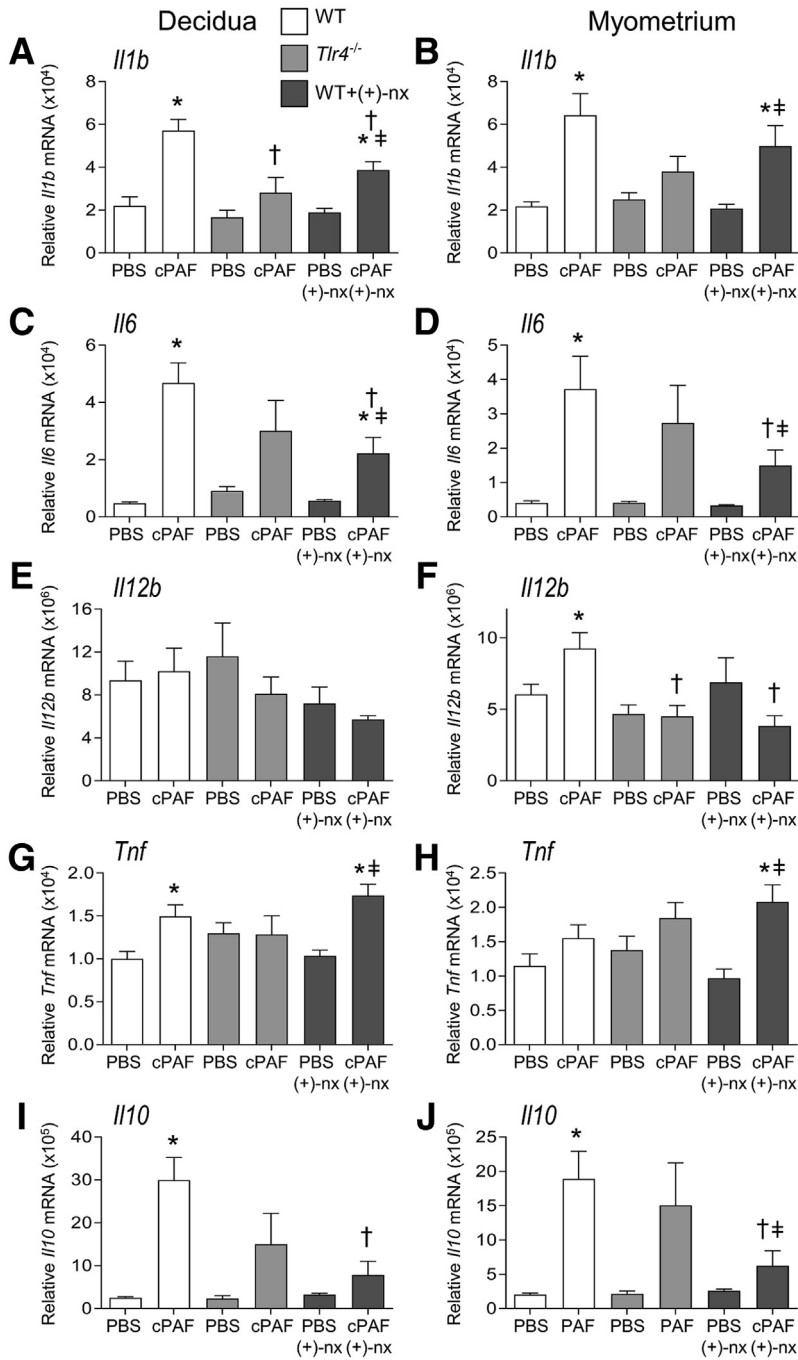 Decidua
WT
Tlr4-/-
WT+(+)-nx
Myometrium
A
Il1b
Relative Il1b mRNA (x10⁴)
8
6
4
2
0
*
†
†
*‡
PBS cPAF PBS cPAF PBS cPAF
(+)-nx (+)-nx
B
Il1b
Relative Il1b mRNA (x10⁴)
8
6
4
2
0
*
*‡
PBS cPAF PBS cPAF PBS cPAF
(+)-nx (+)-nx
C
Il6
Relative Il6 mRNA (x10⁴)
6
4
2
0
*
†
*‡
PBS cPAF PBS cPAF PBS cPAF
(+)-nx (+)-nx
D
Il6
Relative Il6 mRNA (x10⁴)
5
4
3
2
1
0
*
†‡
PBS cPAF PBS cPAF PBS cPAF
(+)-nx (+)-nx
E
Il12b
Relative Il12b mRNA (x10⁶)
16
12
8
4
0
PBS cPAF PBS cPAF PBS cPAF
(+)-nx (+)-nx
F
Il12b
Relative Il12b mRNA (x10⁶)
10
5
0
*
†
†
PBS cPAF PBS cPAF PBS cPAF
(+)-nx (+)-nx
G
Tnf
Relative Tnf mRNA (x10⁴)
2.0
1.5
1.0
0.5
0.0
*
*‡
PBS cPAF PBS cPAF PBS cPAF
(+)-nx (+)-nx
H
Tnf
Relative Tnf mRNA (x10⁴)
2.5
2.0
1.5
1.0
0.5
0.0
*‡
PBS cPAF PBS cPAF PBS cPAF
(+)-nx (+)-nx
I
Il10
Relative Il10 mRNA (x10⁵)
40
30
20
10
0
*
†
PBS cPAF PBS cPAF PBS cPAF
(+)-nx (+)-nx
J
Il10
Relative Il10 mRNA (x10⁵)
25
20
15
10
5
0
*
†‡
PBS PAF PBS PAF PBS cPAF
(+)-nx (+)-nx